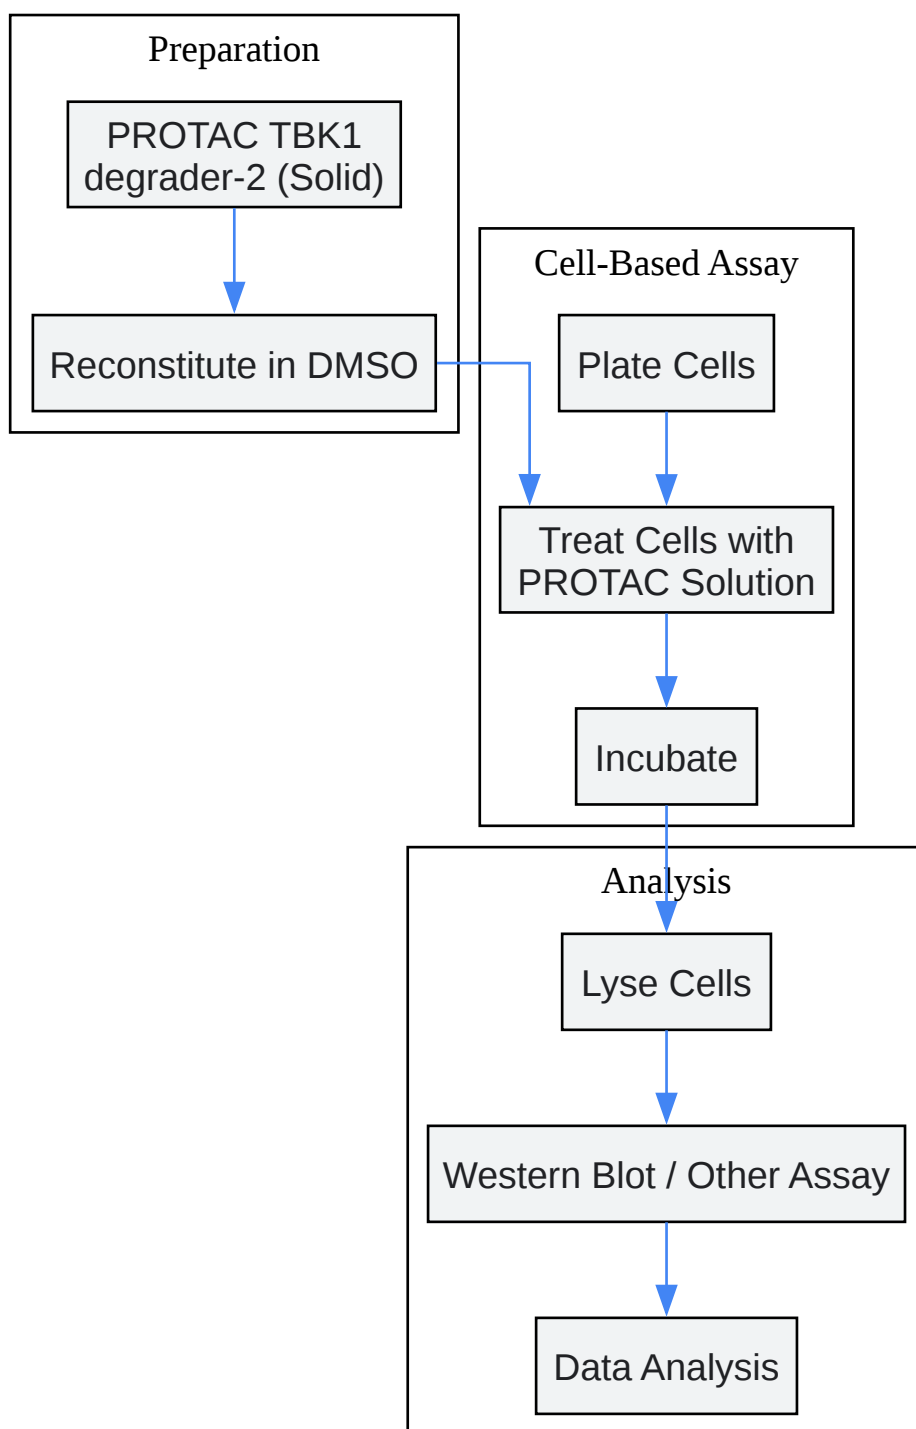 Preparation
PROTAC TBK1
degrader-2 (Solid)
Reconstitute in DMSO
Cell-Based Assay
Plate Cells
Treat Cells with
PROTAC Solution
Incubate
Analysis
Lyse Cells
Western Blot / Other Assay
Data Analysis